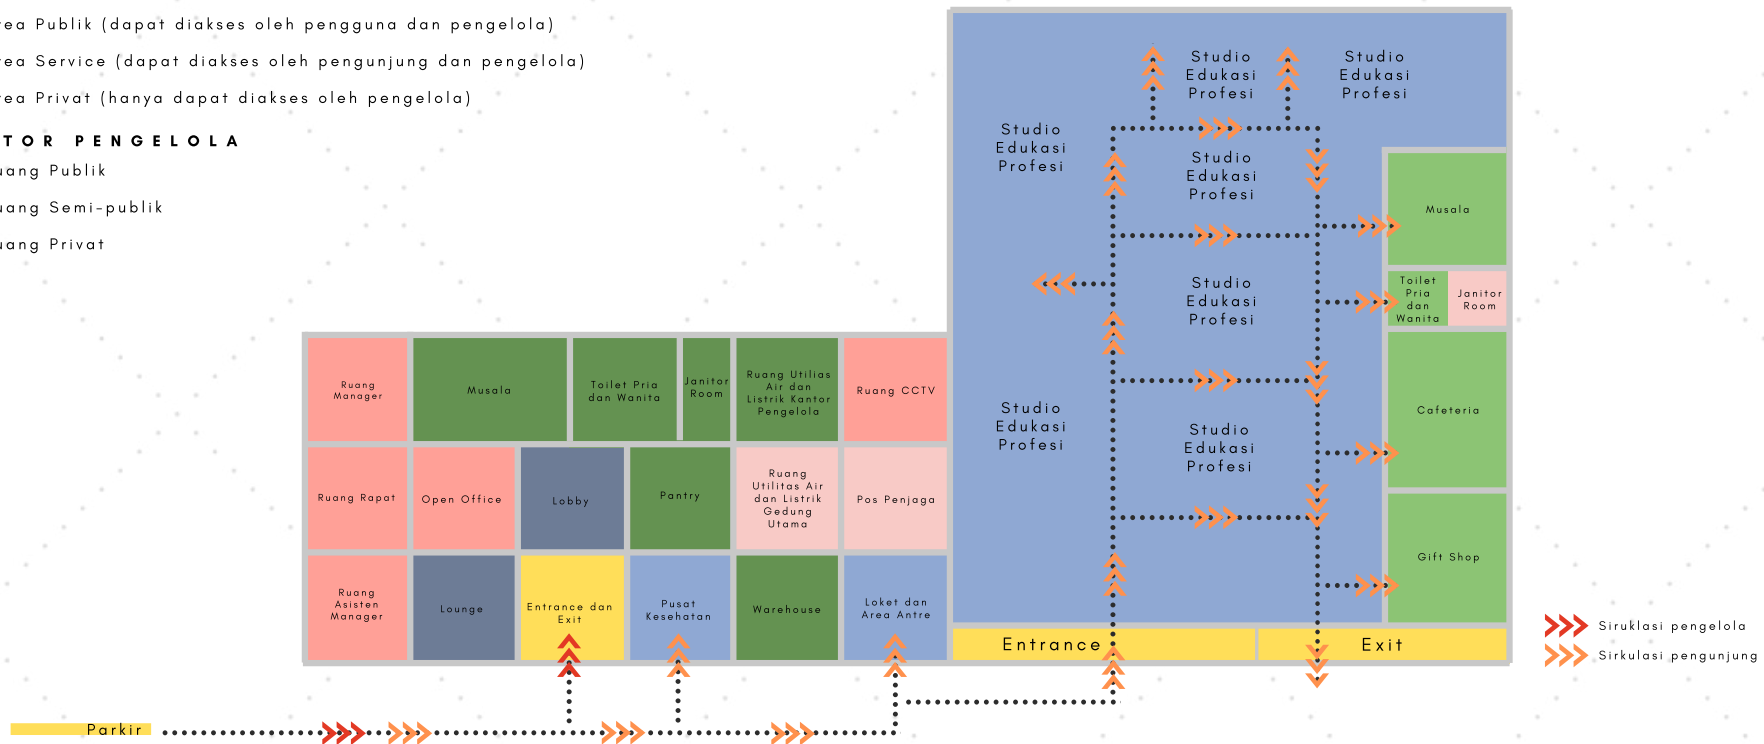 rea Publik (dapat diakses oleh pengguna dan pengelola)
rea Service (dapat diakses oleh pengunjung dan pengelola)
rea Privat (hanya dapat diakses oleh pengelola)
TOR PENGELOLA
uang Publik
uang Semi-publik
uang Privat
Studio
Edukasi
Profesi
Studio
Edukasi
Profesi
Studio
Edukasi
Profesi
Studio
Edukasi
Profesi
Studio
Edukasi
Profesi
Studio
Edukasi
Profesi
Studio
Edukasi
Profesi
Musala
Toilet
Pria
dan
Wanita
Janitor
Room
Cafeteria
Gift Shop
Entrance
Exit
Ruang
Manager
Musala
Toilet Pria
dan Wanita
Janitor
Room
Ruang Utilias
Air dan
Listrik Kantor
Pengelola
Ruang CCTV
Ruang Rapat
Open Office
Lobby
Pantry
Ruang
Utilitas Air
dan Listrik
Gedung
Utama
Pos Penjaga
Ruang
Asisten
Manager
Lounge
Entrance dan
Exit
Pusat
Kesehatan
Warehouse
Loket dan
Area Antre
Siruklasi pengelola
Sirkulasi pengunjung
Parkir